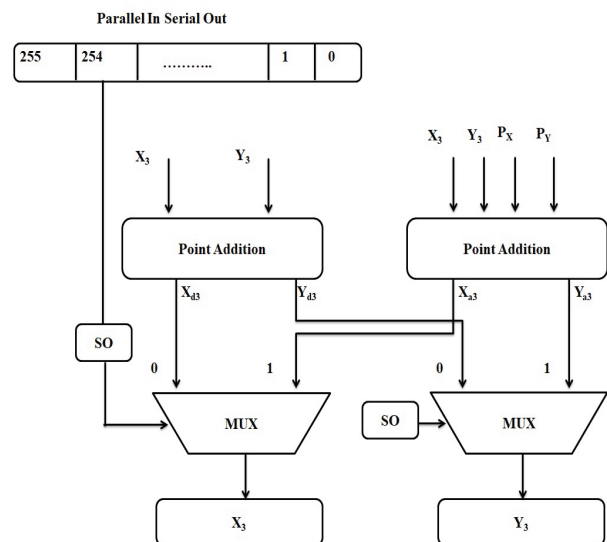 Parallel In Serial Out
255 254 ........... 1 0
X3 Y3 PX PY
X3 Y3
Point Addition Point Addition
Xd3 Yd3 Xa3 Ya3
SO
0 1 0 1
MUX SO MUX
X3 Y3